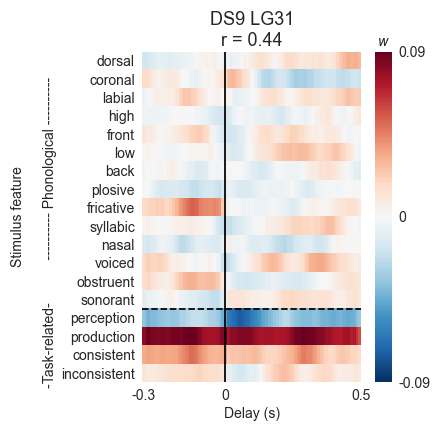 DS9 LG31
r = 0.44
w
Stimulus feature
---------- Phonological ----------
-Task-related-
dorsal
coronal
labial
high
front
low
back
plosive
fricative
syllabic
nasal
voiced
obstruent
sonorant
perception
production
consistent
inconsistent
0.09
0
-0.09
-0.3
0
0.5
Delay (s)